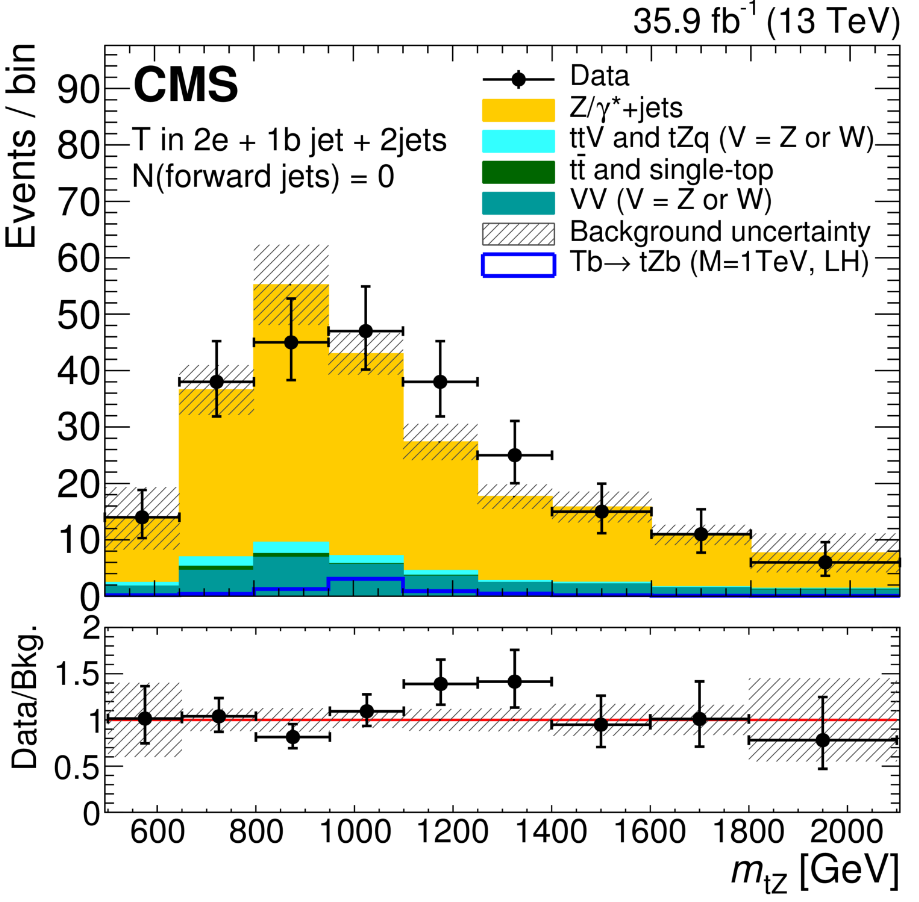 35.9 fb⁻¹ (13 TeV)
CMS
T in 2e + 1b jet + 2jets
N(forward jets) = 0
Data
Z/γ*+jets
ttV and tZq (V = Z or W)
tt̄ and single-top
VV (V = Z or W)
Background uncertainty
Tb→ tZb (M=1TeV, LH)
Events / bin
90
80
70
60
50
40
30
20
10
0
Data/Bkg.
2
1.5
1
0.5
0
600 800 1000 1200 1400 1600 1800 2000
m_tZ [GeV]